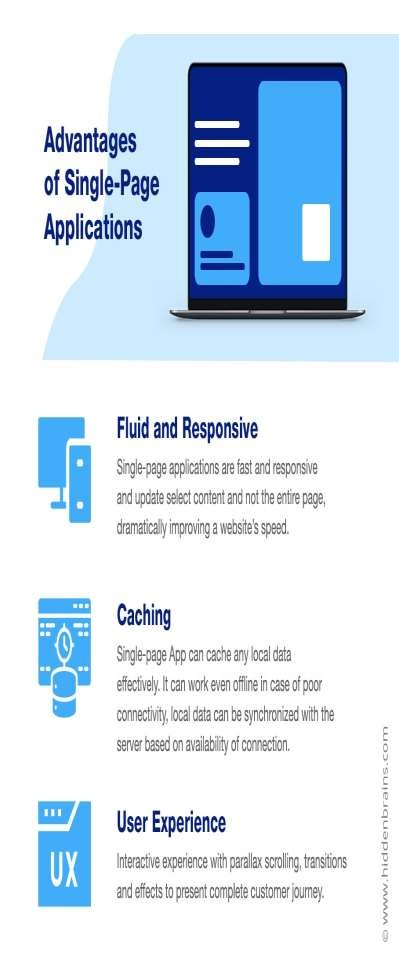 Advantages
of Single-Page
Applications
Fluid and Responsive
Single-page applications are fast and responsive
and update select content and not the entire page,
dramatically improving a website's speed.
Caching
Single-page App can cache any local data
effectively. It can work even offline in case of poor
connectivity, local data can be synchronized with the
server based on availability of connection.
UX
User Experience
Interactive experience with parallax scrolling, transitions
and effects to present complete customer journey.
© www.hiddenbrains.com